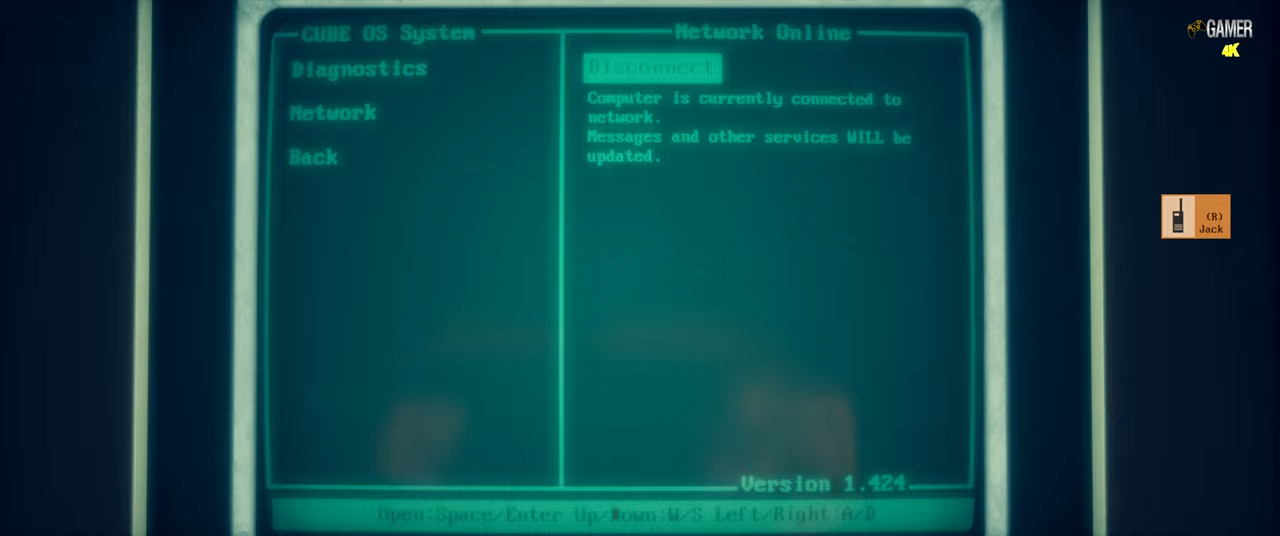 CUBE OS System
Diagnostics
Network
Back
Network Online
Disconnect
Computer is currently connected to
network.
Messages and other services WILL be
updated.
Version 1.424
Open:Space/Enter Up/Down:W/S Left/Right:A/D
GAMER
4K
(R)
Jack